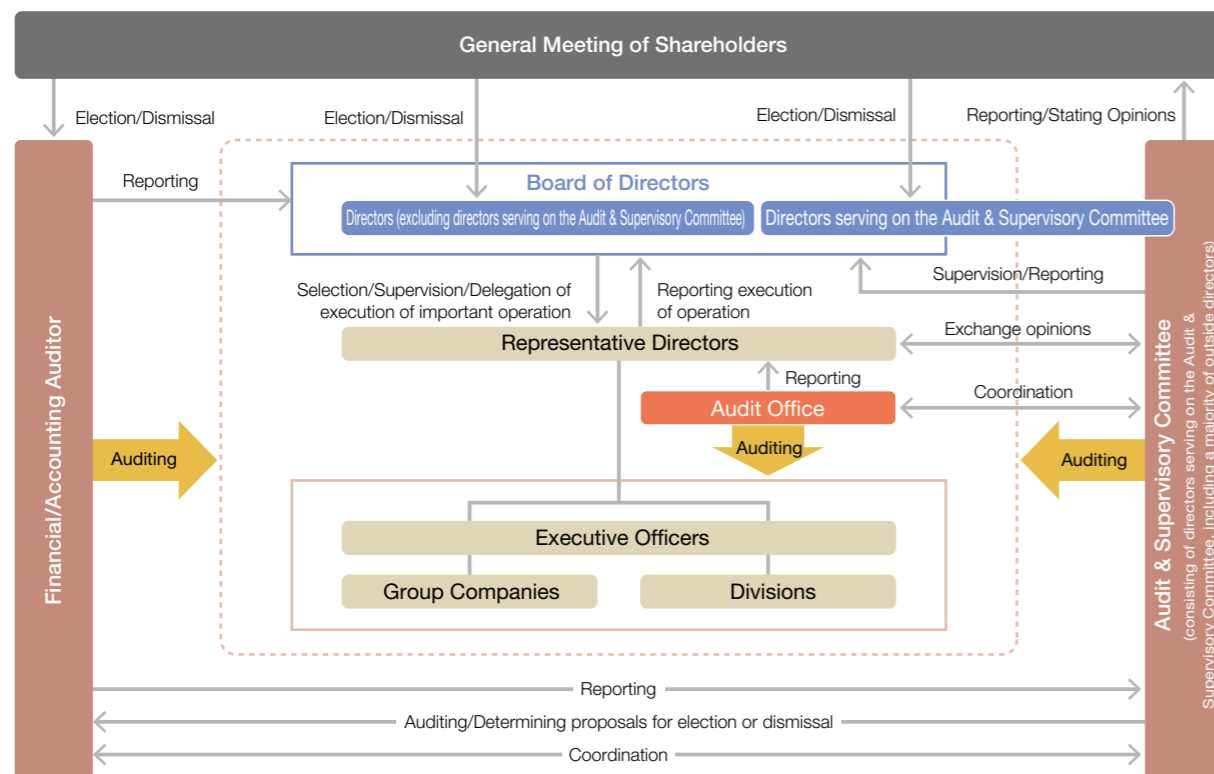 General Meeting of Shareholders
Election/Dismissal
Election/Dismissal
Election/Dismissal
Reporting/Stating Opinions
Financial/Accounting Auditor
Reporting
Board of Directors
Directors (excluding directors serving on the Audit & Supervisory Committee)
Directors serving on the Audit & Supervisory Committee
Selection/Supervision/Delegation of
execution of important operation
Reporting execution
of operation
Supervision/Reporting
Representative Directors
Exchange opinions
Reporting
Audit Office
Coordination
Auditing
Auditing
Auditing
Executive Officers
Group Companies
Divisions
Audit & Supervisory Committee
(consisting of directors serving on the Audit &
Supervisory Committee, including a majority of outside directors)
Reporting
Auditing/Determining proposals for election or dismissal
Coordination